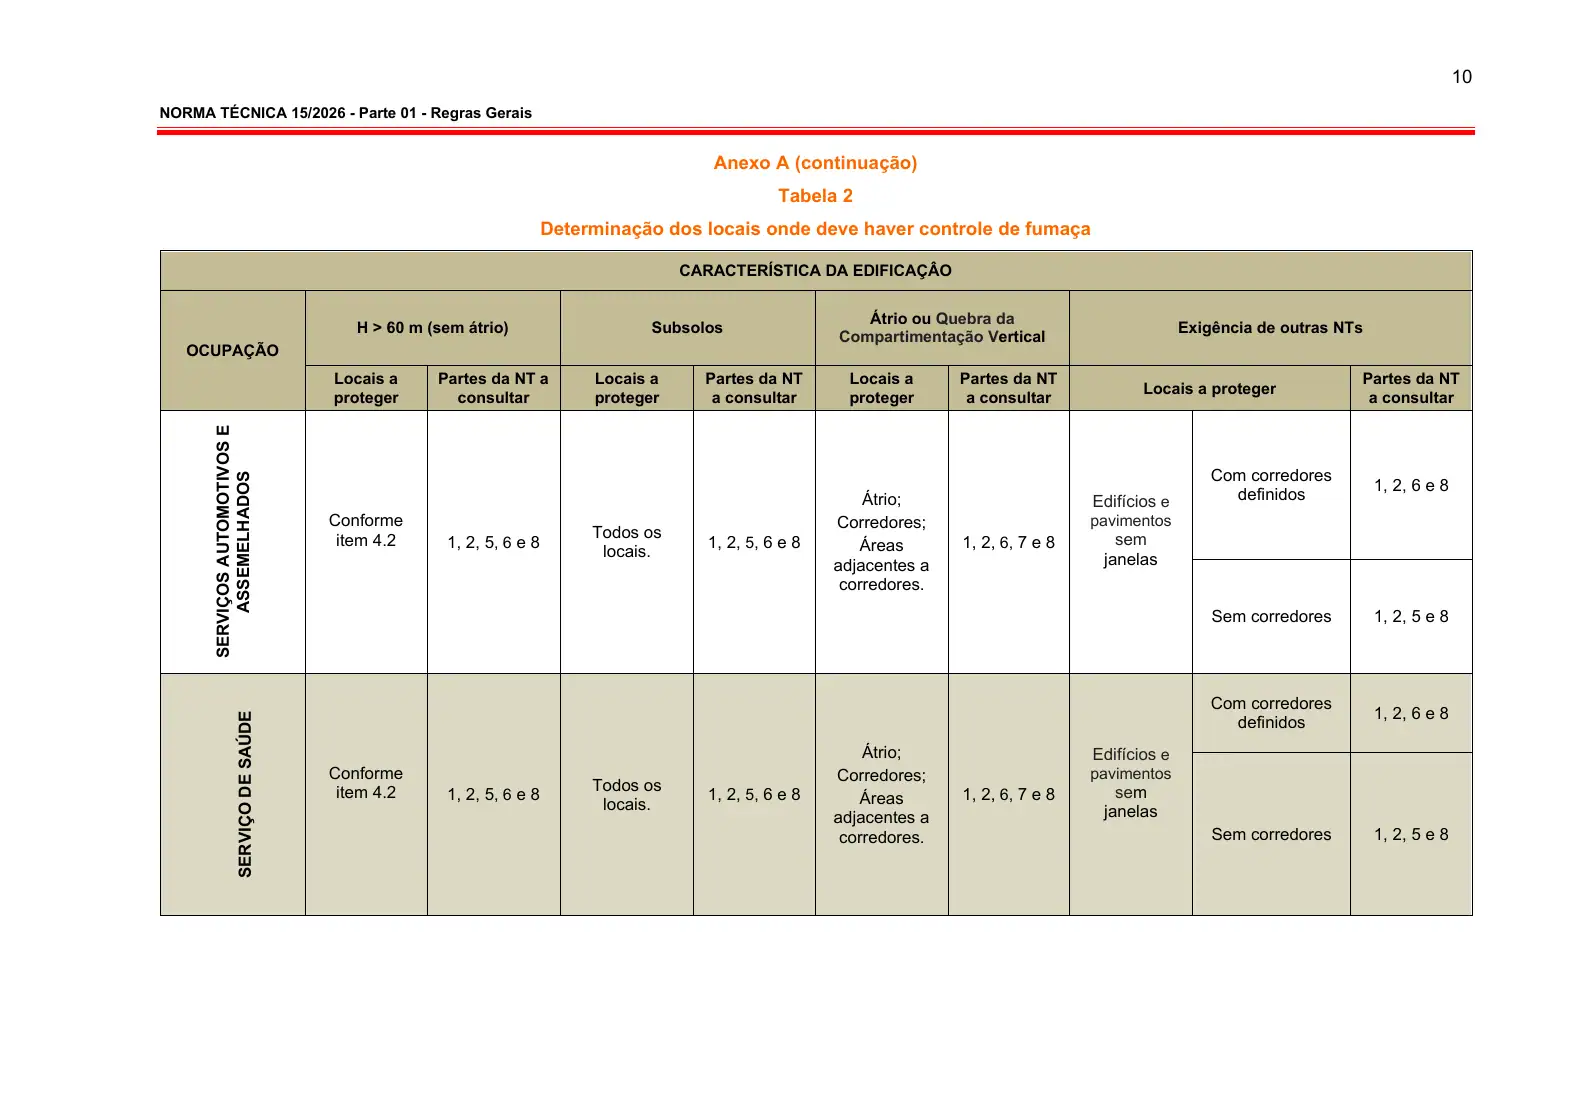 10
NORMA TÉCNICA 15/2026 - Parte 01 - Regras Gerais
Anexo A (continuação)
Tabela 2
Determinação dos locais onde deve haver controle de fumaça
CARACTERÍSTICA DA EDIFICAÇÂO
OCUPAÇÃO
H > 60 m (sem átrio)
Subsolos
Átrio ou Quebra da
Compartimentação Vertical
Exigência de outras NTs
Locais a
proteger
Partes da NT a
consultar
Locais a
proteger
Partes da NT
a consultar
Locais a
proteger
Partes da NT
a consultar
Locais a proteger
Partes da NT
a consultar
SERVIÇOS AUTOMOTIVOS E
ASSEMELHADOS
Conforme
item 4.2
1, 2, 5, 6 e 8
Todos os
locais.
1, 2, 5, 6 e 8
Átrio;
Corredores;
Áreas
adjacentes a
corredores.
1, 2, 6, 7 e 8
Edifícios e
pavimentos
sem
janelas
Com corredores
definidos
1, 2, 6 e 8
Sem corredores
1, 2, 5 e 8
SERVIÇO DE SAÚDE
Conforme
item 4.2
1, 2, 5, 6 e 8
Todos os
locais.
1, 2, 5, 6 e 8
Átrio;
Corredores;
Áreas
adjacentes a
corredores.
1, 2, 6, 7 e 8
Edifícios e
pavimentos
sem
janelas
Com corredores
definidos
1, 2, 6 e 8
Sem corredores
1, 2, 5 e 8